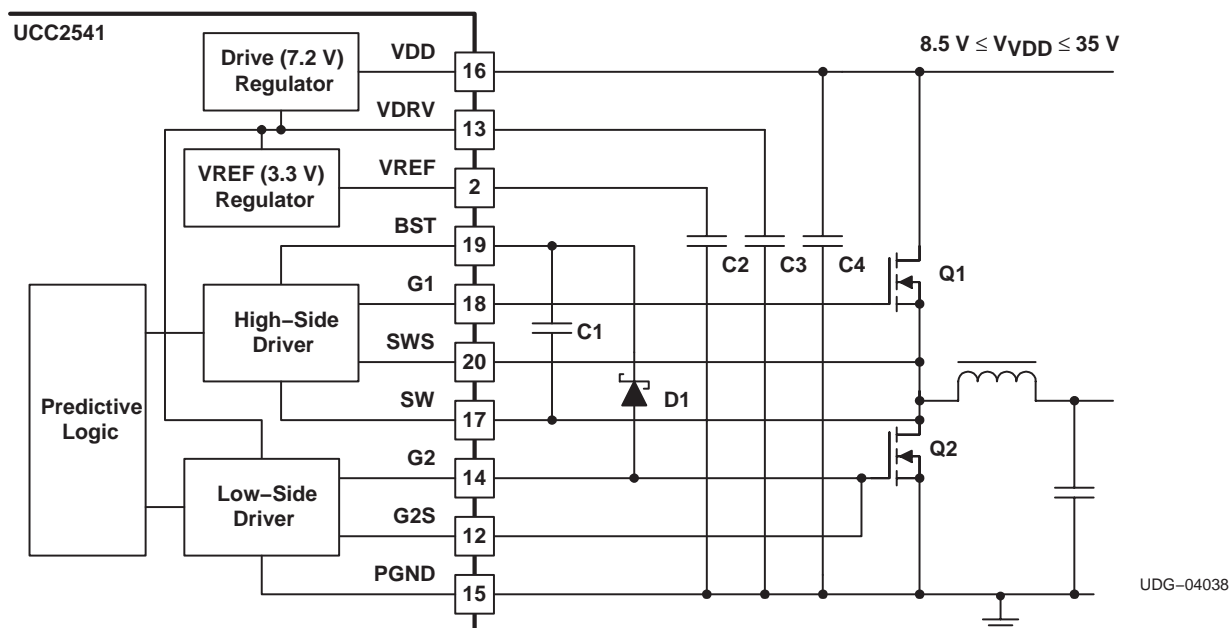 UCC2541
8.5 V ≤ VVDD ≤ 35 V
Drive (7.2 V)
Regulator
VDD
16
VDRV
13
VREF (3.3 V)
Regulator
VREF
2
BST
19
C2
C3
C4
Q1
G1
18
High−Side
Driver
C1
SWS
20
Predictive
Logic
SW
17
D1
Q2
G2
14
Low−Side
Driver
G2S
12
PGND
15
UDG−04038